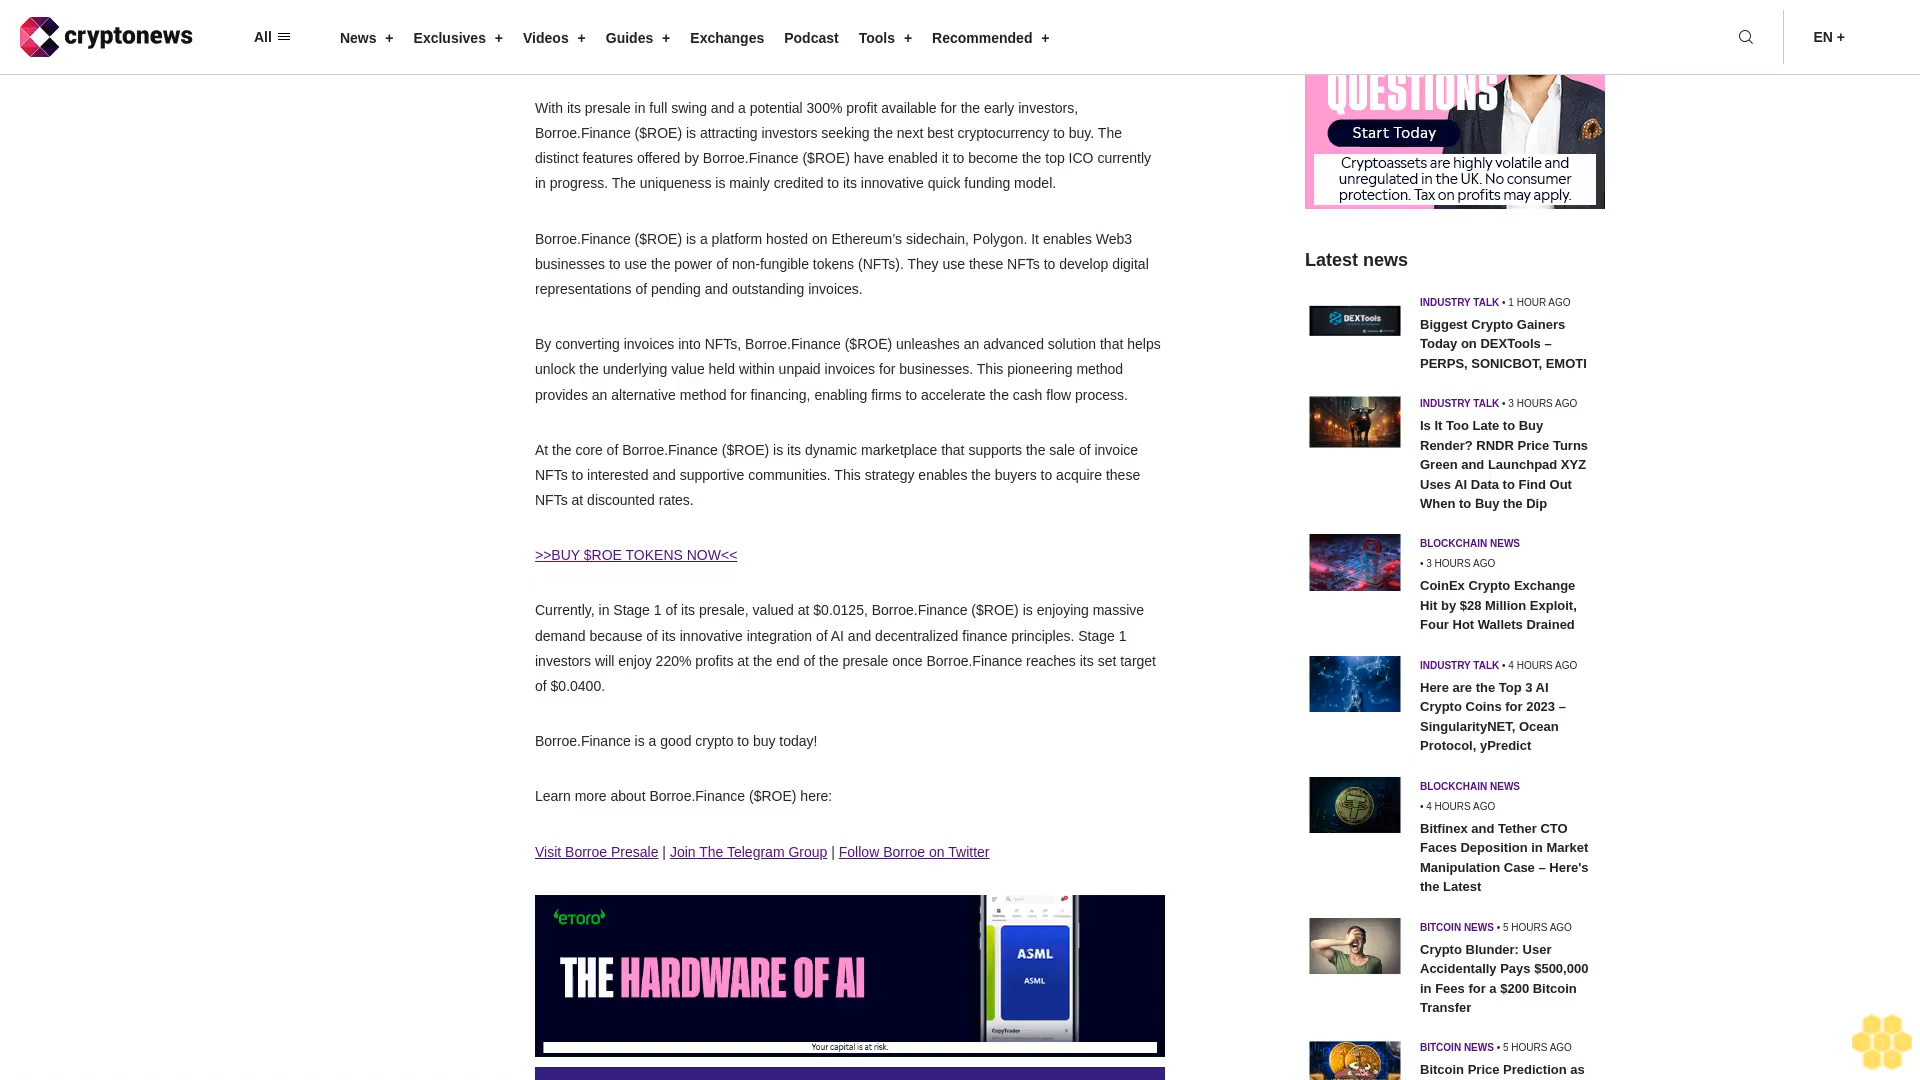 cryptonews
All
News +
Exclusives +
Videos +
Guides +
Exchanges
Podcast
Tools +
Recommended +
EN +
With its presale in full swing and a potential 300% profit available for the early investors,
Borroe.Finance ($ROE) is attracting investors seeking the next best cryptocurrency to buy. The
distinct features offered by Borroe.Finance ($ROE) have enabled it to become the top ICO currently
in progress. The uniqueness is mainly credited to its innovative quick funding model.
Borroe.Finance ($ROE) is a platform hosted on Ethereum’s sidechain, Polygon. It enables Web3
businesses to use the power of non-fungible tokens (NFTs). They use these NFTs to develop digital
representations of pending and outstanding invoices.
By converting invoices into NFTs, Borroe.Finance ($ROE) unleashes an advanced solution that helps
unlock the underlying value held within unpaid invoices for businesses. This pioneering method
provides an alternative method for financing, enabling firms to accelerate the cash flow process.
At the core of Borroe.Finance ($ROE) is its dynamic marketplace that supports the sale of invoice
NFTs to interested and supportive communities. This strategy enables the buyers to acquire these
NFTs at discounted rates.
>>BUY $ROE TOKENS NOW<<
Currently, in Stage 1 of its presale, valued at $0.0125, Borroe.Finance ($ROE) is enjoying massive
demand because of its innovative integration of AI and decentralized finance principles. Stage 1
investors will enjoy 220% profits at the end of the presale once Borroe.Finance reaches its set target
of $0.0400.
Borroe.Finance is a good crypto to buy today!
Learn more about Borroe.Finance ($ROE) here:
Visit Borroe Presale | Join The Telegram Group | Follow Borroe on Twitter
eToro
THE HARDWARE OF AI
ASML
ASML
CopyTrader
Your capital is at risk.
QUESTIONS
Start Today
Cryptoassets are highly volatile and
unregulated in the UK. No consumer
protection. Tax on profits may apply.
Latest news
DEXTools
INDUSTRY TALK • 1 HOUR AGO
Biggest Crypto Gainers
Today on DEXTools –
PERPS, SONICBOT, EMOTI
INDUSTRY TALK • 3 HOURS AGO
Is It Too Late to Buy
Render? RNDR Price Turns
Green and Launchpad XYZ
Uses AI Data to Find Out
When to Buy the Dip
BLOCKCHAIN NEWS
• 3 HOURS AGO
CoinEx Crypto Exchange
Hit by $28 Million Exploit,
Four Hot Wallets Drained
INDUSTRY TALK • 4 HOURS AGO
Here are the Top 3 AI
Crypto Coins for 2023 –
SingularityNET, Ocean
Protocol, yPredict
BLOCKCHAIN NEWS
• 4 HOURS AGO
Bitfinex and Tether CTO
Faces Deposition in Market
Manipulation Case – Here's
the Latest
BITCOIN NEWS • 5 HOURS AGO
Crypto Blunder: User
Accidentally Pays $500,000
in Fees for a $200 Bitcoin
Transfer
BITCOIN NEWS • 5 HOURS AGO
Bitcoin Price Prediction as